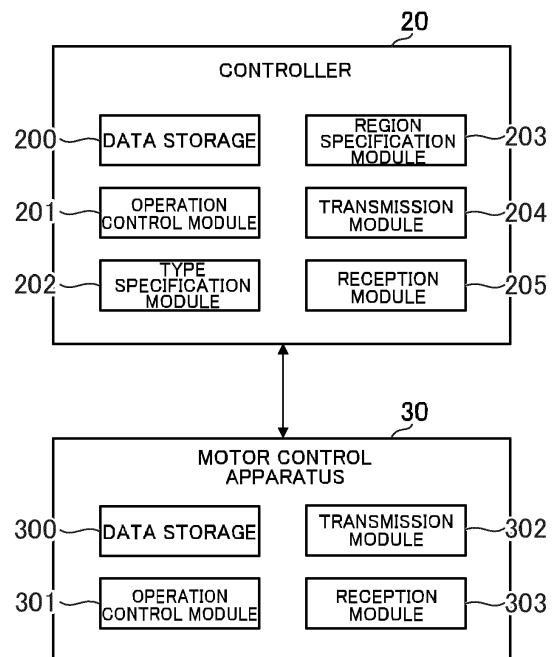 20
CONTROLLER
200
DATA STORAGE
REGION
SPECIFICATION
MODULE
203
201
OPERATION
CONTROL MODULE
TRANSMISSION
MODULE
204
202
TYPE
SPECIFICATION
MODULE
RECEPTION
MODULE
205
30
MOTOR CONTROL
APPARATUS
300
DATA STORAGE
TRANSMISSION
MODULE
302
301
OPERATION
CONTROL MODULE
RECEPTION
MODULE
303